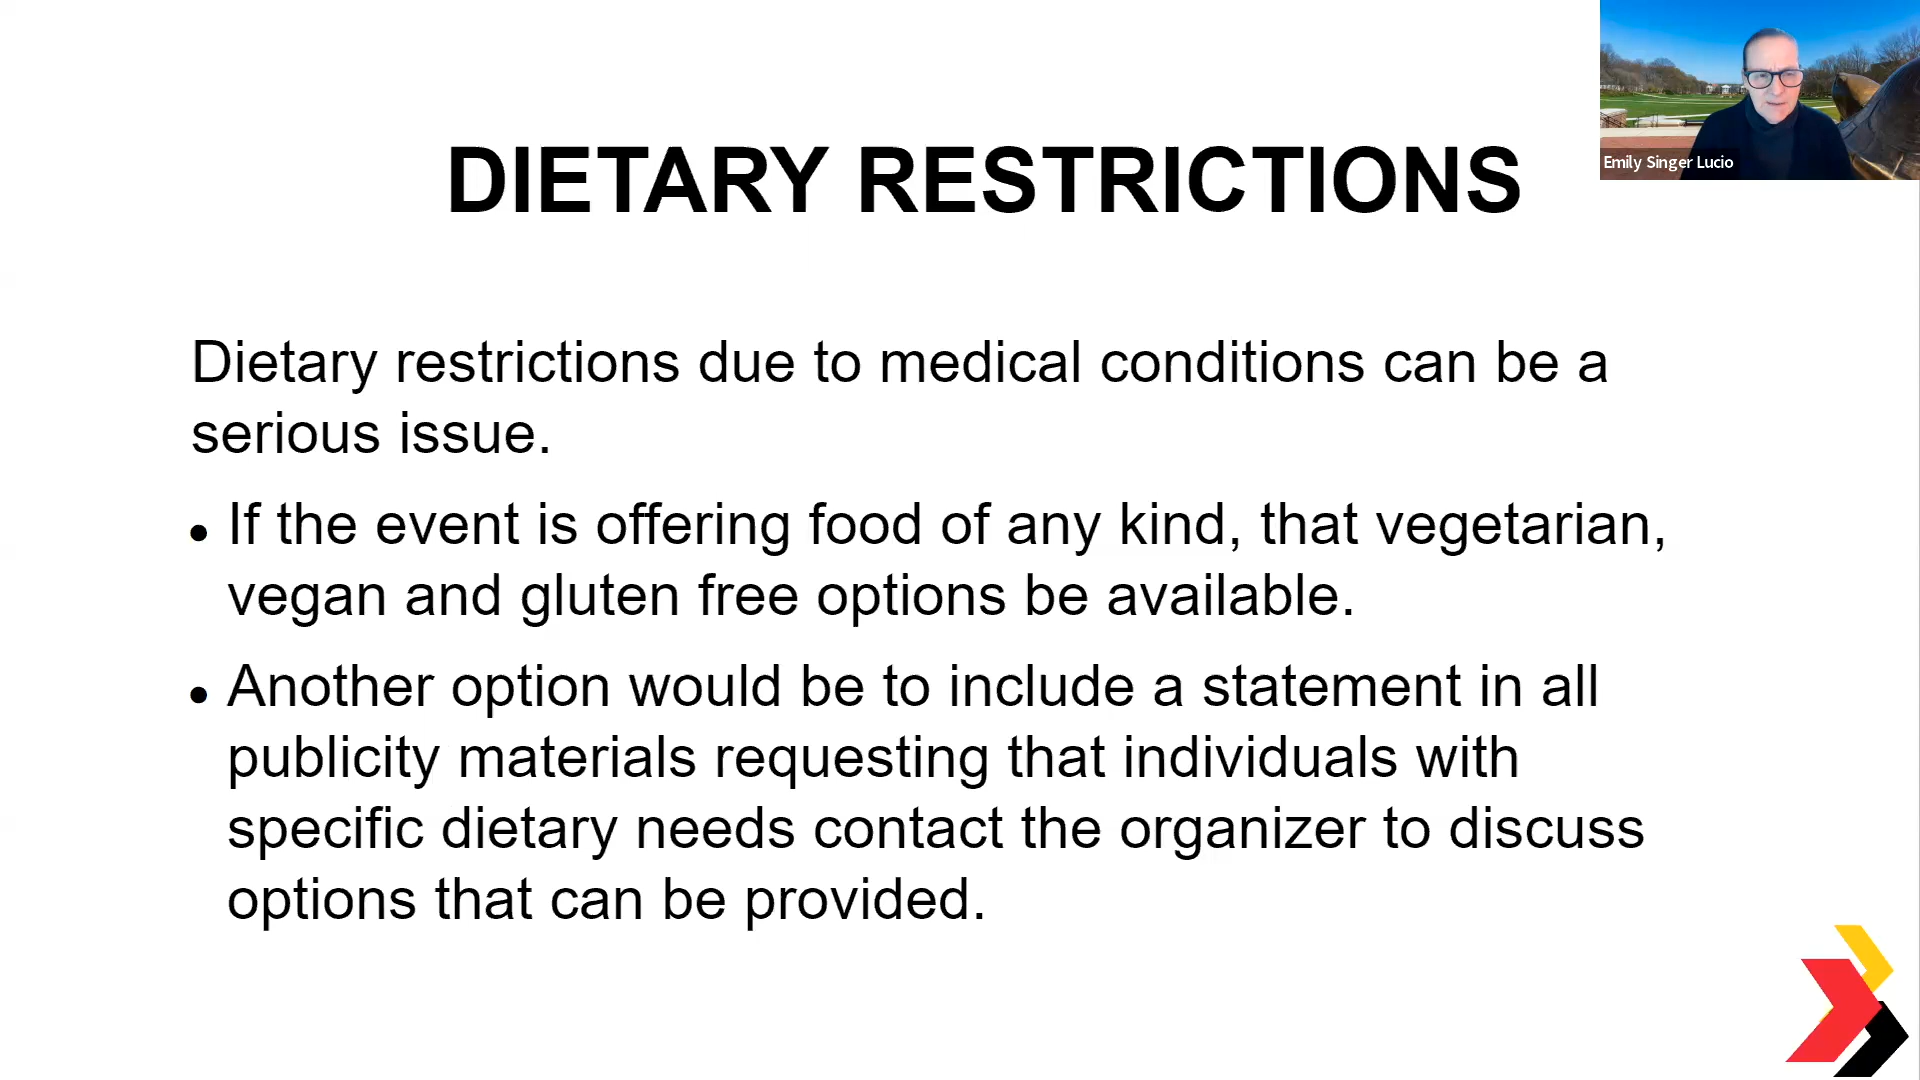 Emily Singer Lucio
DIETARY RESTRICTIONS
Dietary restrictions due to medical conditions can be a
serious issue.
• If the event is offering food of any kind, that vegetarian,
vegan and gluten free options be available.
• Another option would be to include a statement in all
publicity materials requesting that individuals with
specific dietary needs contact the organizer to discuss
options that can be provided.